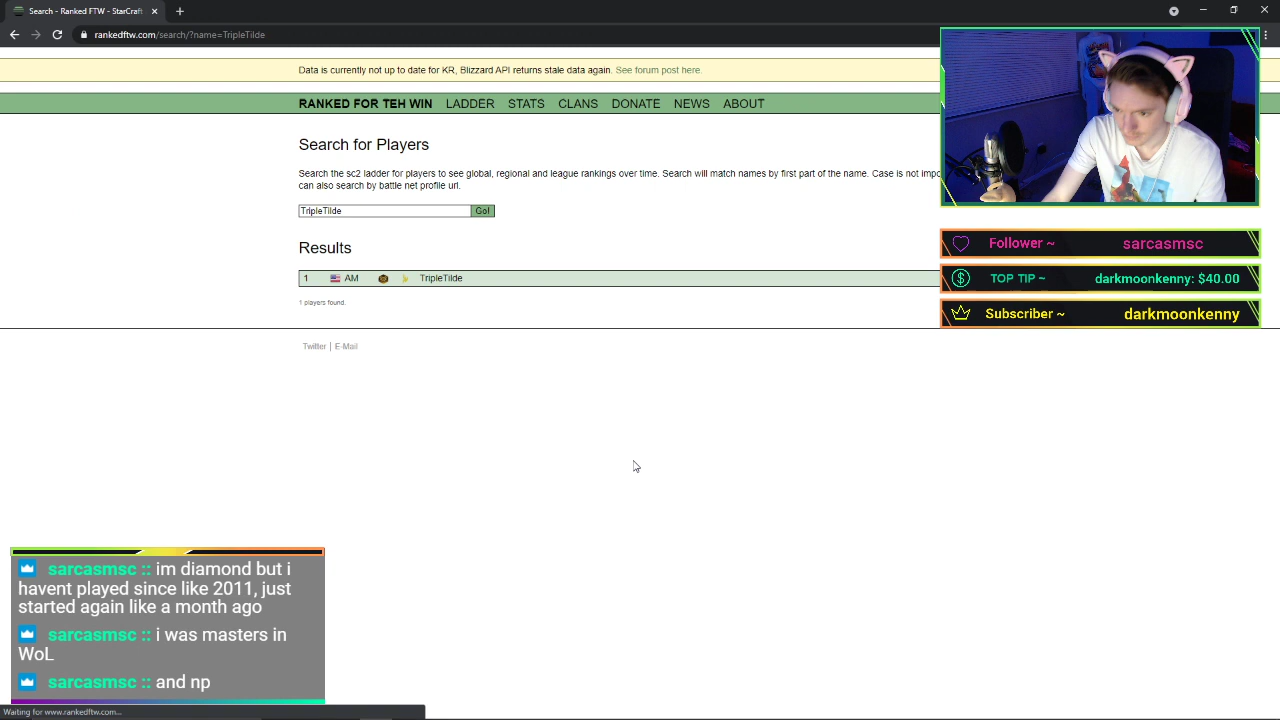 Search - Ranked FTW - StarCraft
rankedftw.com/search/?name=TripleTilde
Data is currently not up to date for KR, Blizzard API returns stale data again. See forum post here.
RANKED FOR TEH WIN LADDER STATS CLANS DONATE NEWS ABOUT
Search for Players
Search the sc2 ladder for players to see global, regional and league rankings over time. Search will match names by first part of the name. Case is not impo
can also search by battle net profile url.
TripleTilde Go!
Results
1 AM TripleTilde
1 players found.
Twitter | E-Mail
Follower ~ sarcasmsc
TOP TIP ~ darkmoonkenny: $40.00
Subscriber ~ darkmoonkenny
sarcasmsc :: im diamond but i
havent played since like 2011, just
started again like a month ago
sarcasmsc :: i was masters in
WoL
sarcasmsc :: and np
Waiting for www.rankedftw.com...